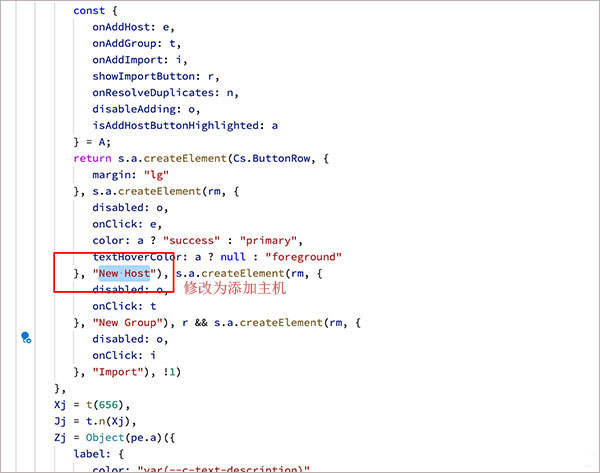 const {
onAddHost: e,
onAddGroup: t,
onAddImport: i,
showImportButton: r,
onResolveDuplicates: n,
disableAdding: o,
isAddHostButtonHighlighted: a
} = A;
return s.a.createElement(Cs.ButtonRow, {
margin: "lg"
}, s.a.createElement(rm, {
disabled: o,
onClick: e,
color: a ? "success" : "primary",
textHoverColor: a ? null : "foreground"
}, "New Host"), s.a.createElement(rm, {
disabled: o, 修改为添加主机
onClick: t
}, "New Group"), r && s.a.createElement(rm, {
disabled: o,
onClick: i
}, "Import"), !1)
},
Xj = t(656),
Jj = t.n(Xj),
Zj = Object(pe.a)({
label: {
color: "var(--c-text-description)"